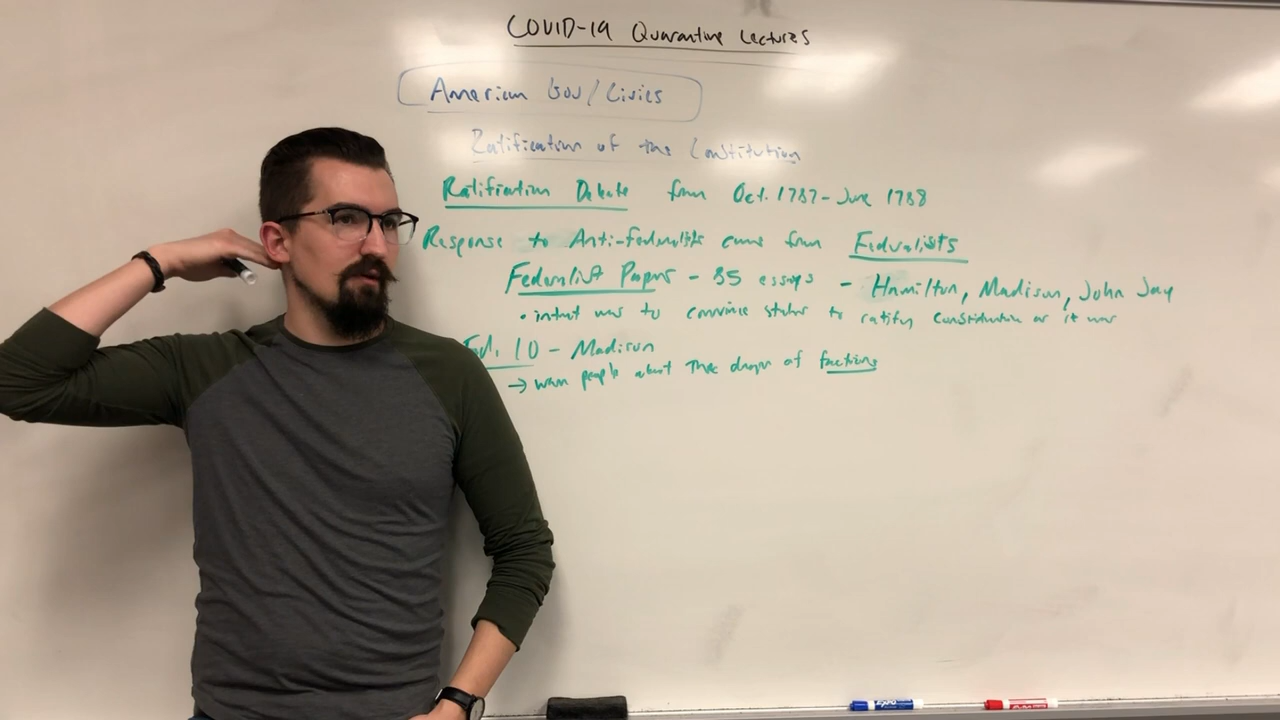 COVID-19 Quarantine Lectures
American Gov/Civics
Ratification of the Constitution
Ratification Debate from Oct. 1787 - June 1788
Response to Anti-federalists came from Federalists
Federalist Papers - 85 essays - Hamilton, Madison, John Jay
• intent was to convince states to ratify Constitution as it was
Fed. 10 - Madison
→ warn people about the danger of factions
EXPO
EXPO